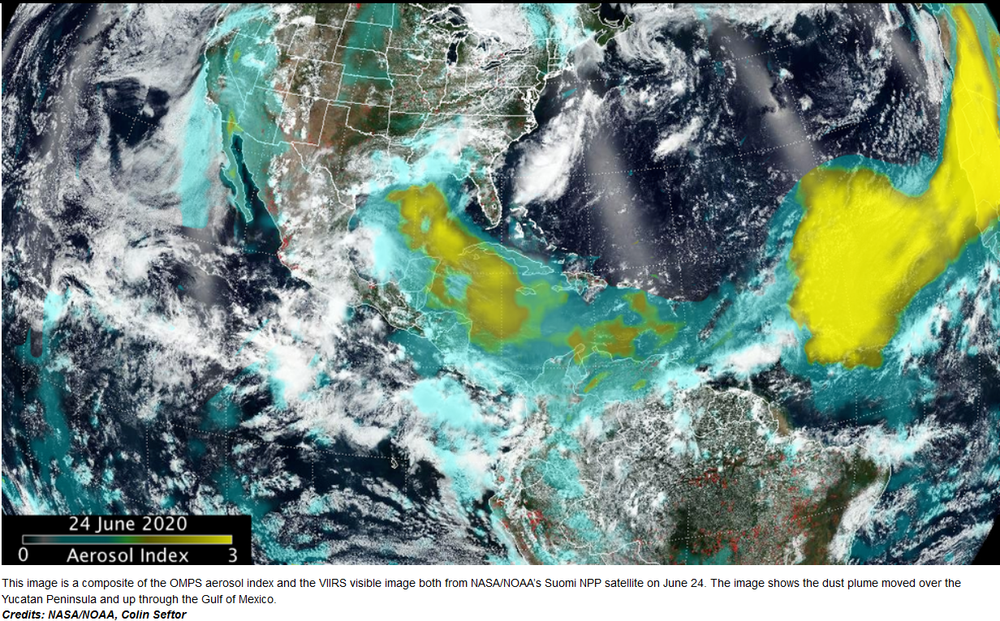 24 June 2020
0 Aerosol Index 3
This image is a composite of the OMPS aerosol index and the VIIRS visible image both from NASA/NOAA's Suomi NPP satellite on June 24. The image shows the dust plume moved over the
Yucatan Peninsula and up through the Gulf of Mexico.
Credits: NASA/NOAA, Colin Seftor